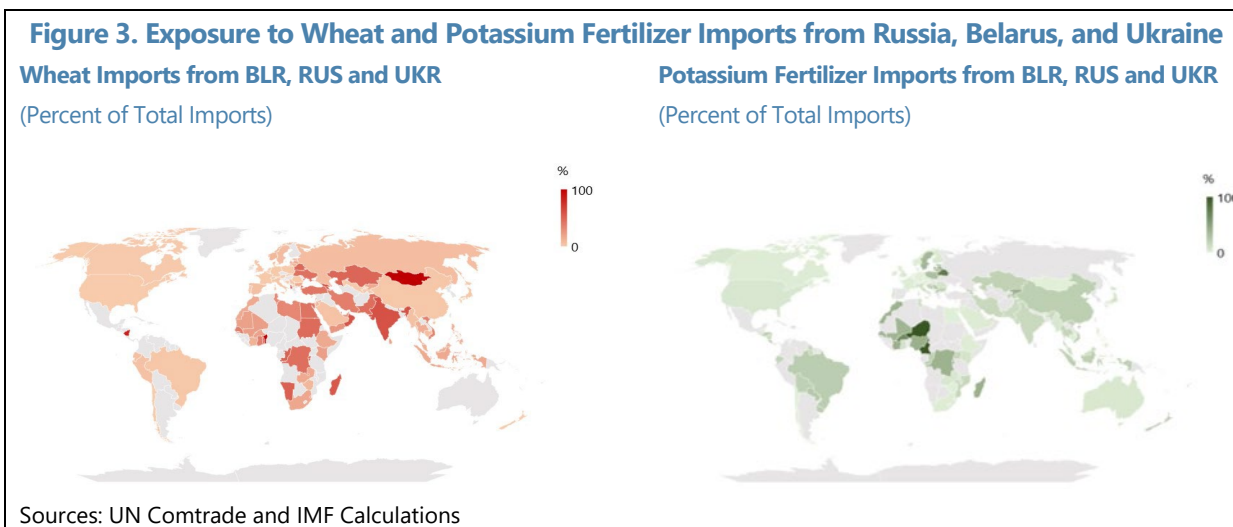 Figure 3. Exposure to Wheat and Potassium Fertilizer Imports from Russia, Belarus, and Ukraine
Wheat Imports from BLR, RUS and UKR
(Percent of Total Imports)
%
100
0
Potassium Fertilizer Imports from BLR, RUS and UKR
(Percent of Total Imports)
%
100
0
Sources: UN Comtrade and IMF Calculations